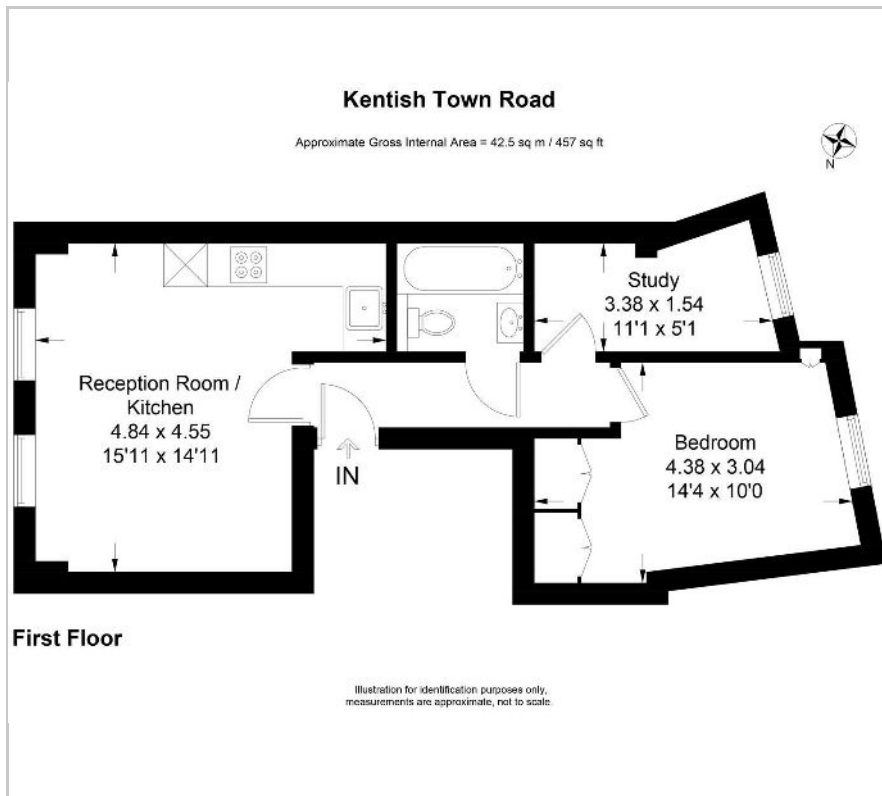 Kentish Town Road
Approximate Gross Internal Area = 42.5 sq m / 457 sq ft
N
Study
3.38 x 1.54
11'1 x 5'1
Reception Room /
Kitchen
4.84 x 4.55
15'11 x 14'11
IN
Bedroom
4.38 x 3.04
14'4 x 10'0
First Floor
Illustration for identification purposes only,
measurements are approximate, not to scale.